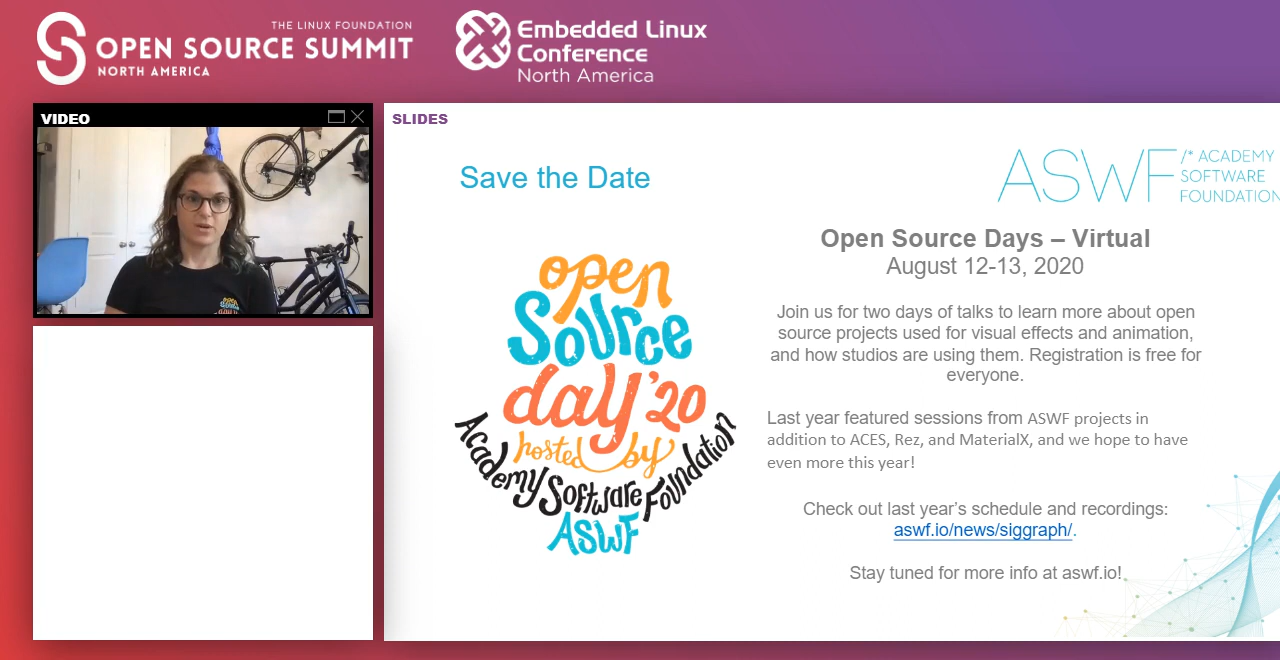 THE LINUX FOUNDATION
OPEN SOURCE SUMMIT
NORTH AMERICA
Embedded Linux
Conference
North America
VIDEO
open
Source
day
SLIDES
Save the Date
ASWF
/* ACADEMY
SOFTWARE
FOUNDATION
open
Source
day '20
hosted by
Academy Software Foundation
ASWF
Open Source Days – Virtual
August 12-13, 2020
Join us for two days of talks to learn more about open
source projects used for visual effects and animation,
and how studios are using them. Registration is free for
everyone.
Last year featured sessions from ASWF projects in
addition to ACES, Rez, and MaterialX, and we hope to have
even more this year!
Check out last year's schedule and recordings:
aswf.io/news/siggraph/.
Stay tuned for more info at aswf.io!